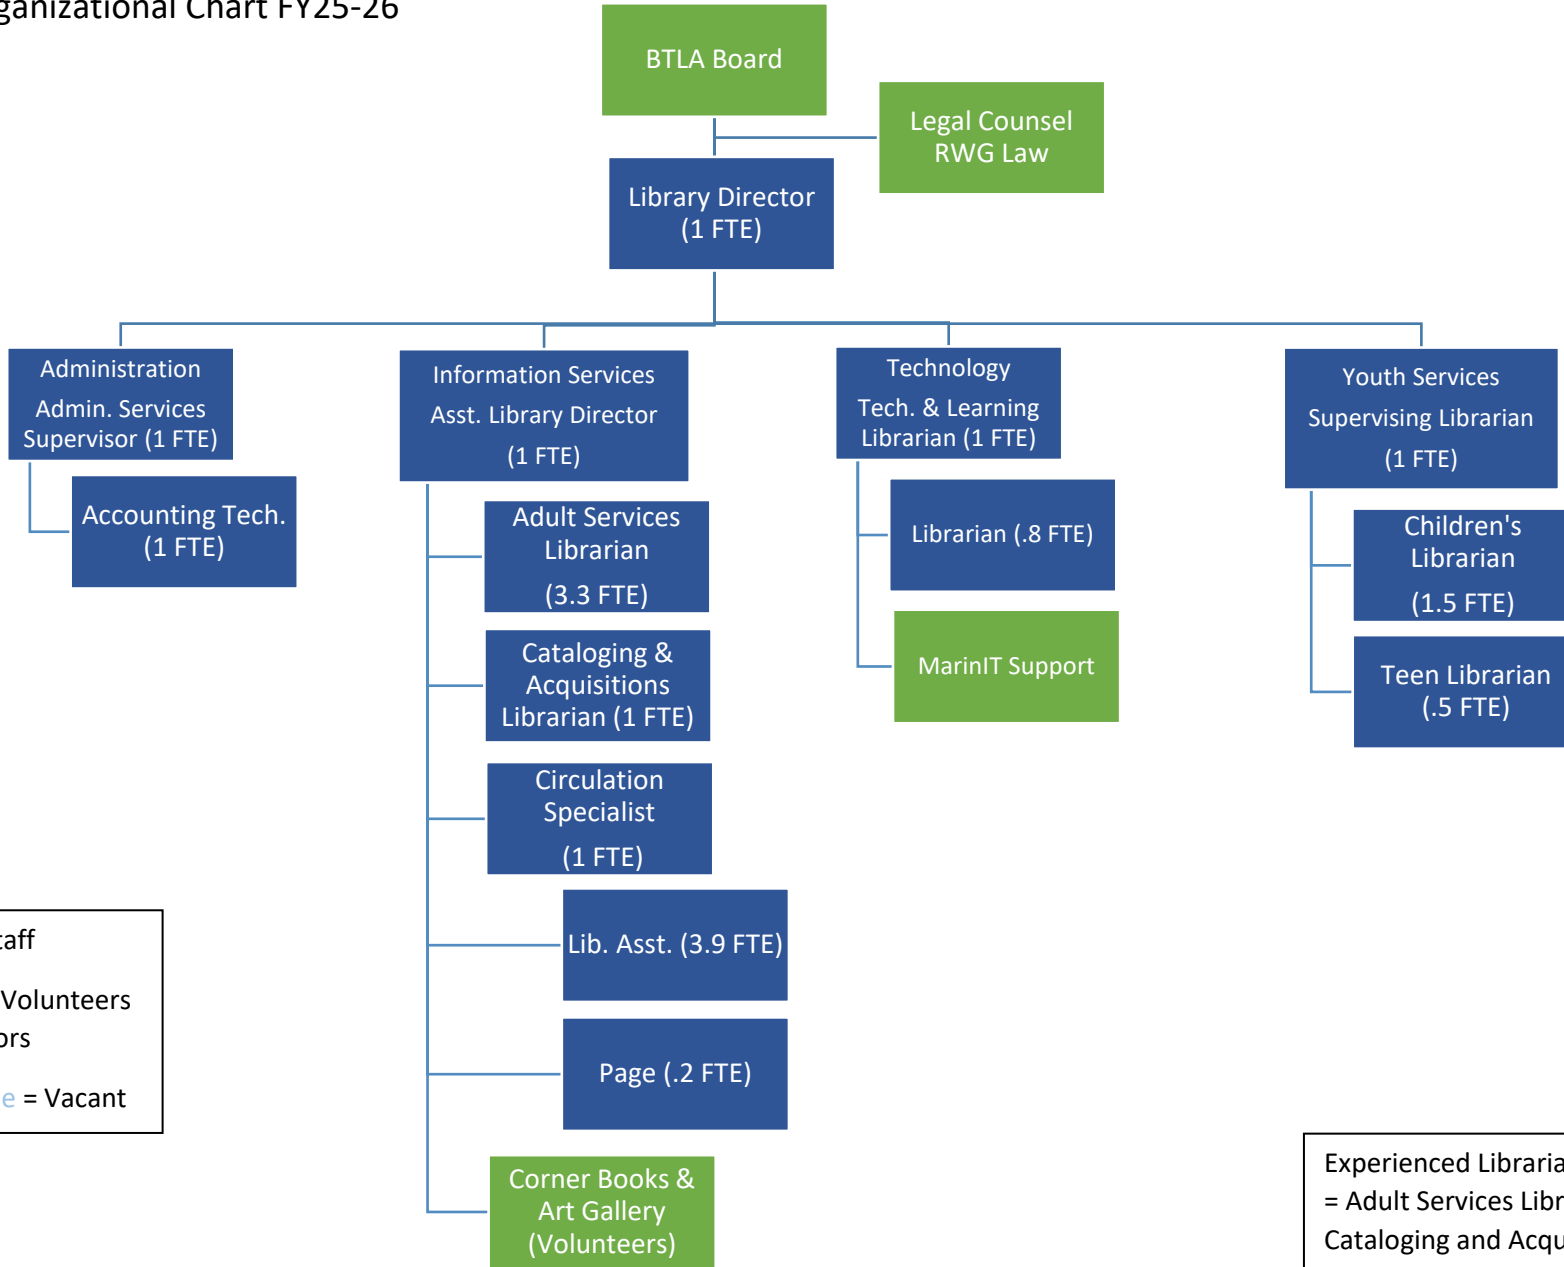 ganizational Chart FY25-26
BTLA Board
Legal Counsel
RWG Law
Library Director
(1 FTE)
Administration
Admin. Services
Supervisor (1 FTE)
Accounting Tech.
(1 FTE)
Information Services
Asst. Library Director
(1 FTE)
Adult Services
Librarian
(3.3 FTE)
Cataloging &
Acquisitions
Librarian (1 FTE)
Circulation
Specialist
(1 FTE)
Lib. Asst. (3.9 FTE)
Page (.2 FTE)
Corner Books &
Art Gallery
(Volunteers)
Technology
Tech. & Learning
Librarian (1 FTE)
Librarian (.8 FTE)
MarinIT Support
Youth Services
Supervising Librarian
(1 FTE)
Children's
Librarian
(1.5 FTE)
Teen Librarian
(.5 FTE)
taff
Volunteers
ors
e = Vacant
Experienced Libraria
= Adult Services Libr
Cataloging and Acqu